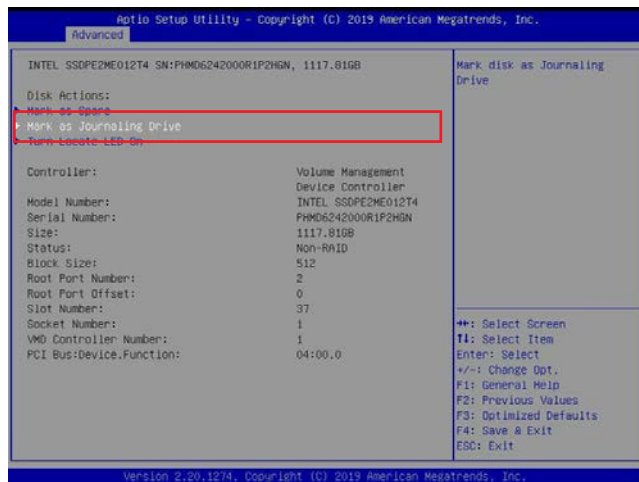 Aptio Setup Utility - Copyright (C) 2019 American Megatrends, Inc.
Advanced
INTEL SSDPE2ME012T4 SN:PHMD6242000R1P2HGN, 1117.81GB
Disk Actions:
Mark as Spare
Mark as Journaling Drive
Turn Locate LED On
Controller: Volume Management
Device Controller
Model Number: INTEL SSDPE2ME012T4
Serial Number: PHMD6242000R1P2HGN
Size: 1117.81GB
Status: Non-RAID
Block Size: 512
Root Port Number: 2
Root Port Offset: 0
Slot Number: 37
Socket Number: 1
VMD Controller Number: 1
PCI Bus:Device.Function: 04:00.0
Mark disk as Journaling
Drive
→←: Select Screen
↑↓: Select Item
Enter: Select
+/-: Change Opt.
F1: General Help
F2: Previous Values
F3: Optimized Defaults
F4: Save & Exit
ESC: Exit
Version 2.20.1274. Copyright (C) 2019 American Megatrends, Inc.